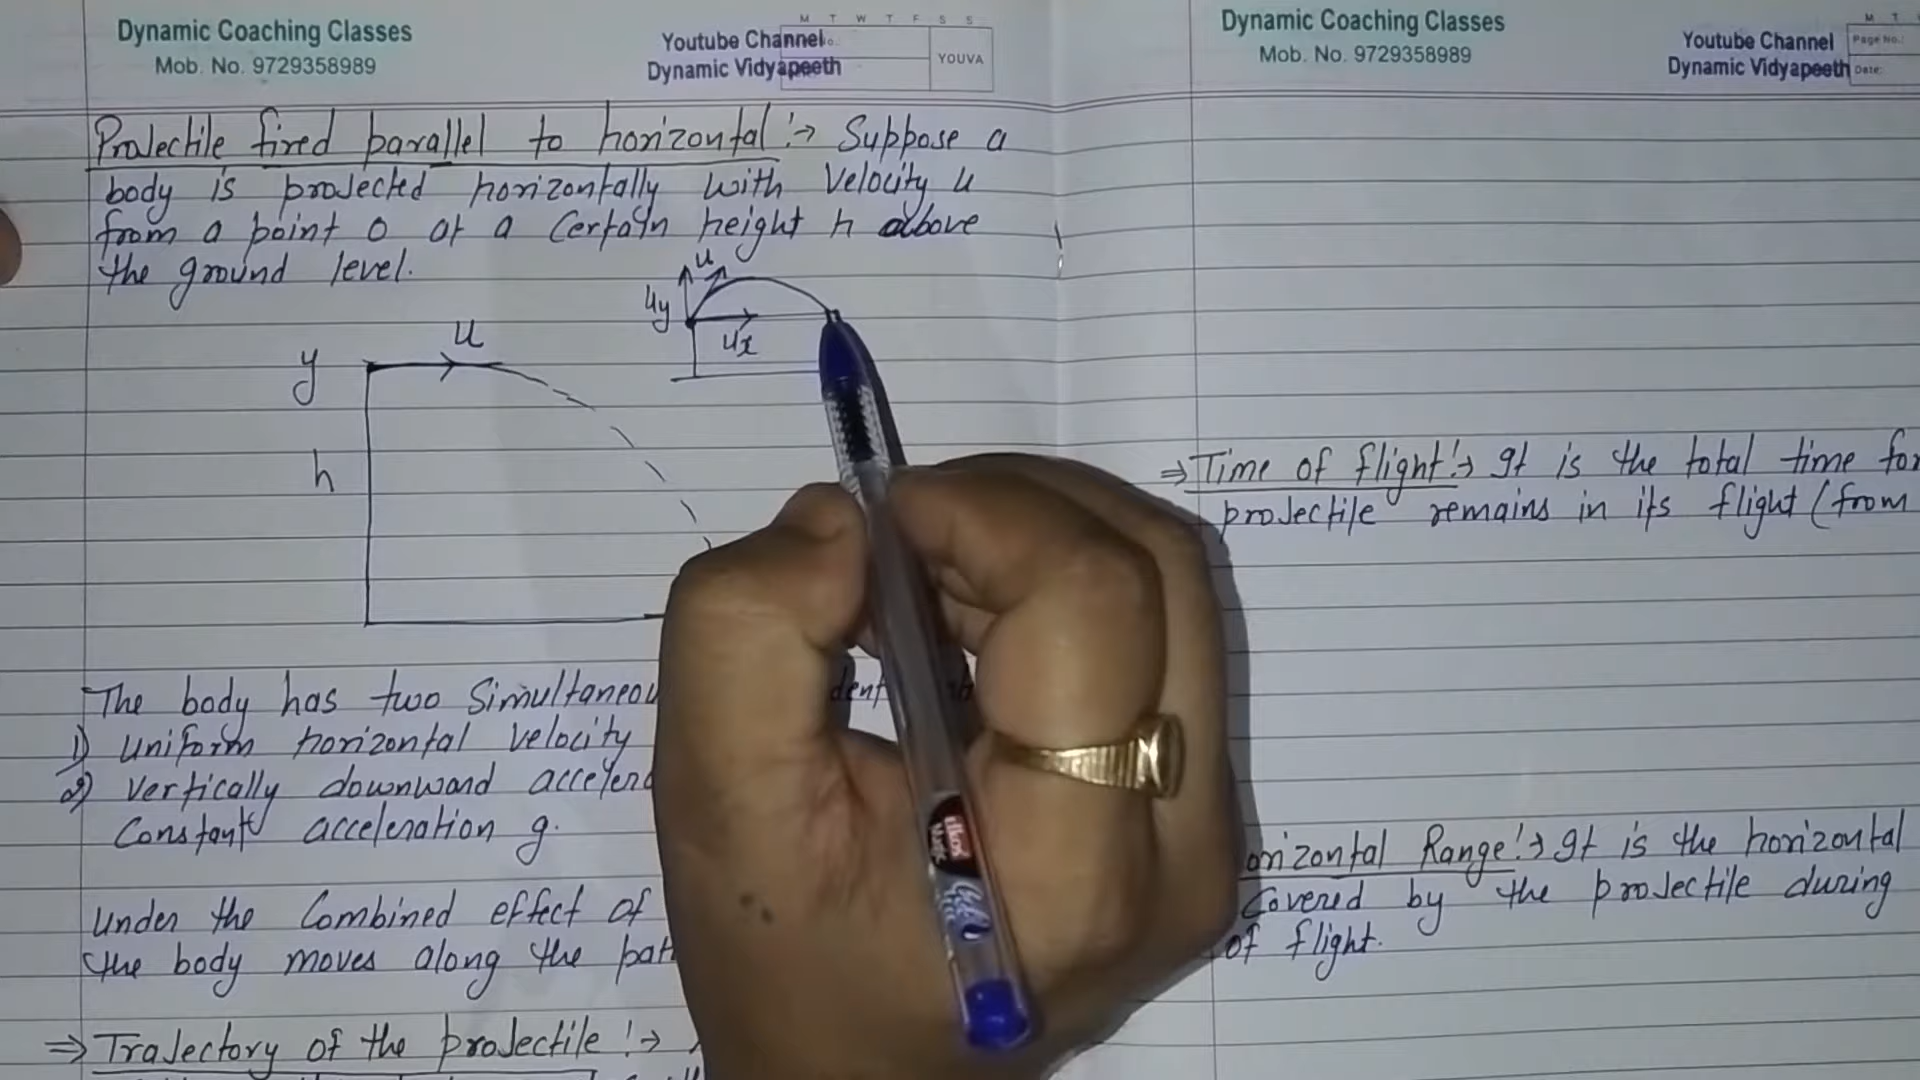 Dynamic Coaching Classes
Mob. No. 9729358989
M T W T F S S
Youtube Channel
Dynamic Vidyapeeth
YOUVA
Projectile fired parallel to horizontal :→ Suppose a
body is projected horizontally with velocity u
from a point O at a certain height h above
the ground level.
u
uy
ux
u
y
h
The body has two Simultaneou
1) uniform horizontal velocity
2) vertically downward accelera
Constant acceleration g.
under the Combined effect of
the body moves along the pat
⇒ Trajectory of the projectile :→
Dynamic Coaching Classes
Mob. No. 9729358989
M T
Youtube Channel
Dynamic Vidyapeeth
Page No.:
Date:
⇒ Time of flight :→ It is the total time for
projectile remains in its flight (from
orizontal Range :→ It is the horizontal
Covered by the projectile during
of flight.